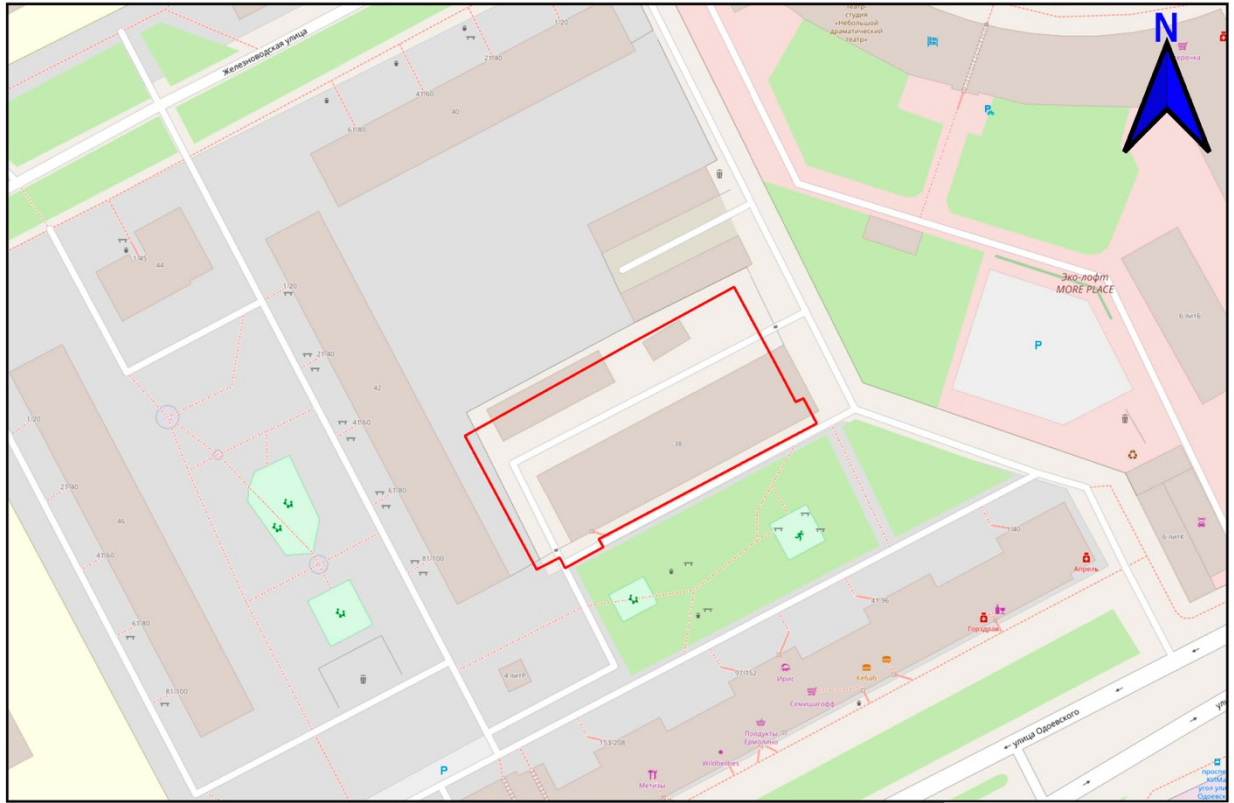 театр-
студия
«Небольшой
драматический
театр»
N
1-20
21-40
41-60
61-80
40
Железноводская улица
P
1-45
44
1-20
21-40
41-60
61-80
81-100
42
Эко-лофт
MORE PLACE
6 литБ
P
38
1-20
21-40
41-60
61-80
81-100
46
1-40
6 литК
Апрель
41-96
Горздрав
97-152
Ирис
Кебаб
Семишагофф
4 литР
Продукты
Ермолино
153-208
Wildberries
Метизы
P
улица Одоевского